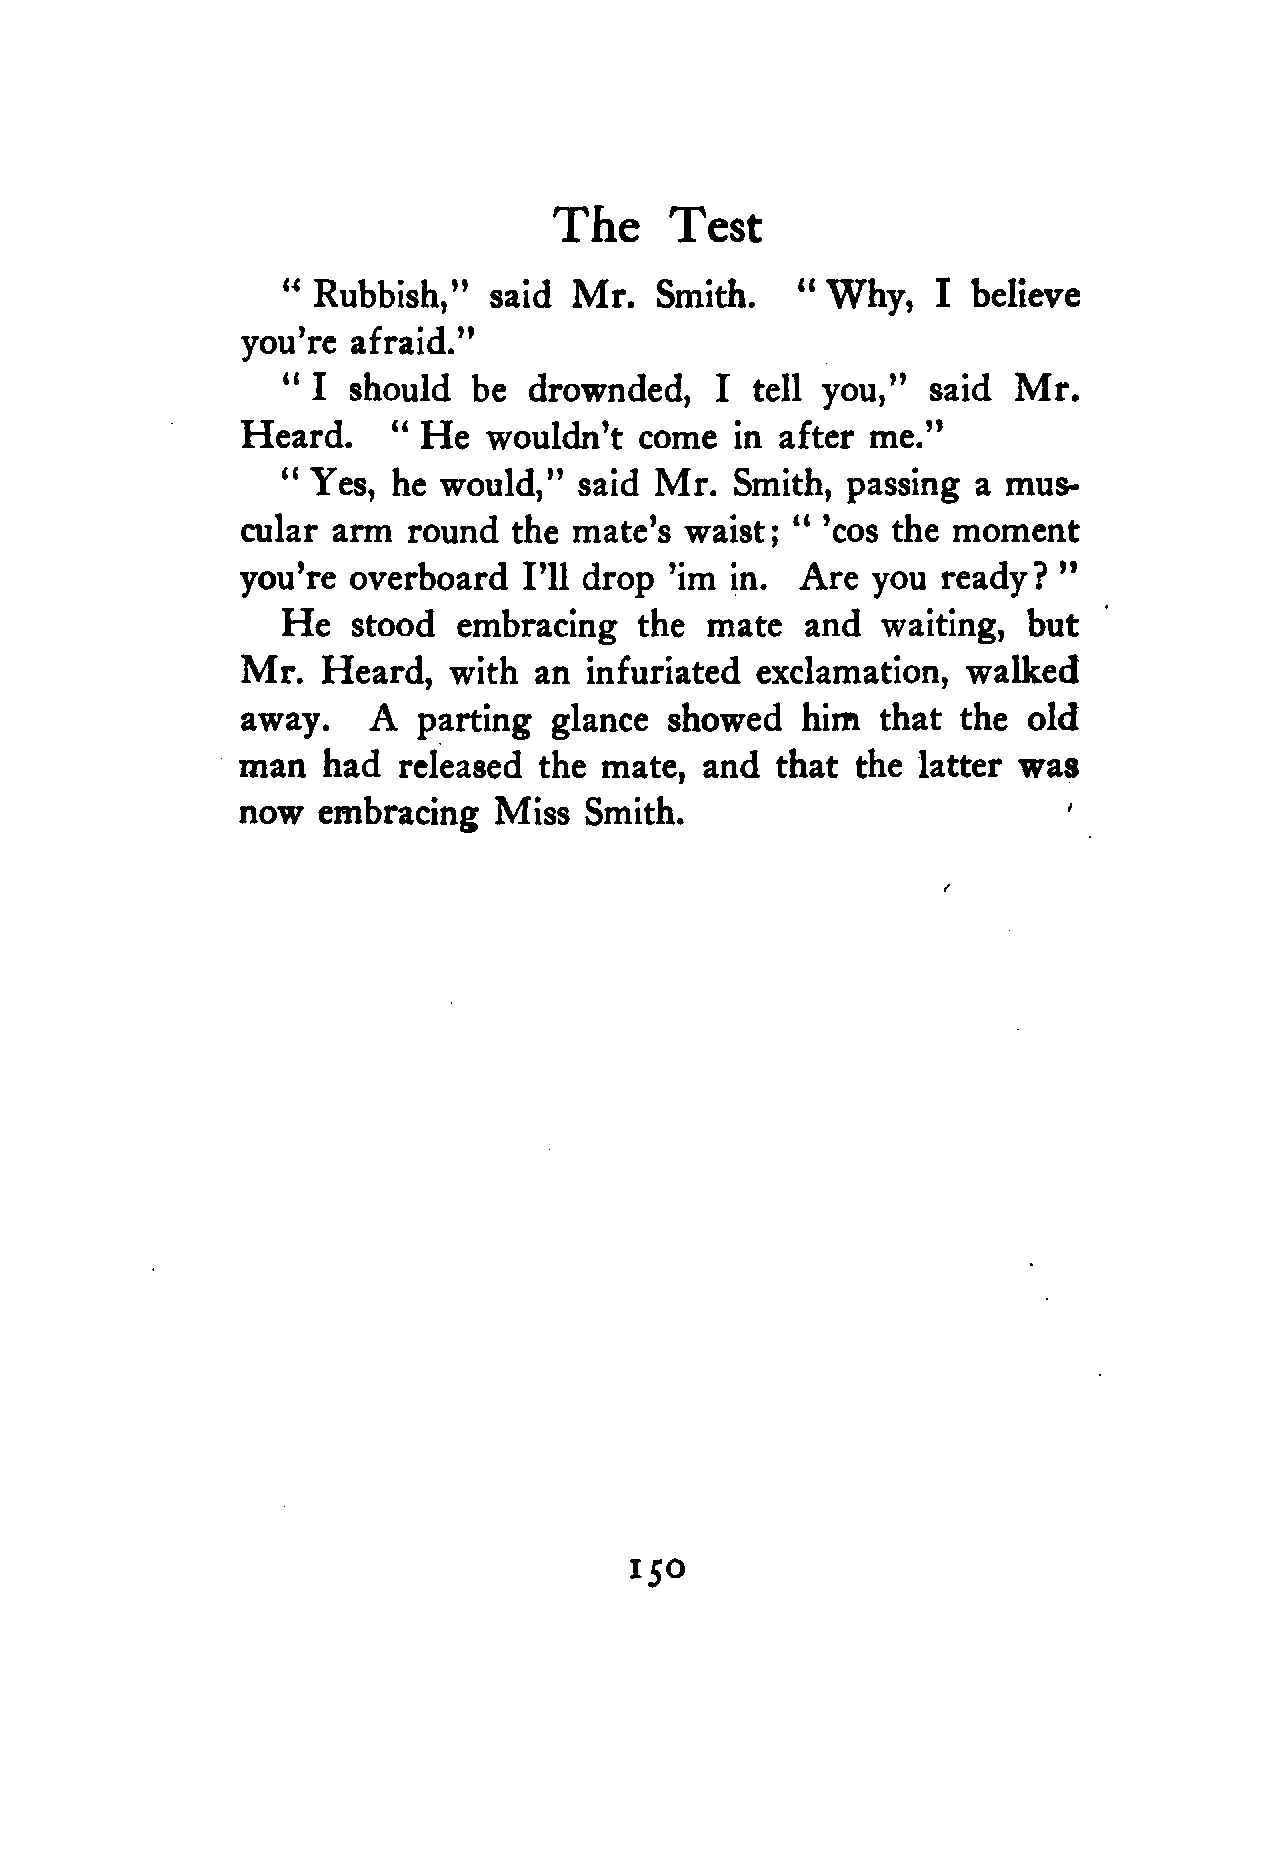 The Test
“ Rubbish,” said Mr. Smith. “ Why, I believe
you’re afraid.”
“ I should be drownded, I tell you,” said Mr.
Heard. “ He wouldn’t come in after me.”
“ Yes, he would,” said Mr. Smith, passing a mus-
cular arm round the mate’s waist; “ ’cos the moment
you’re overboard I’ll drop ’im in. Are you ready? ”
He stood embracing the mate and waiting, but
Mr. Heard, with an infuriated exclamation, walked
away. A parting glance showed him that the old
man had released the mate, and that the latter was
now embracing Miss Smith.
150